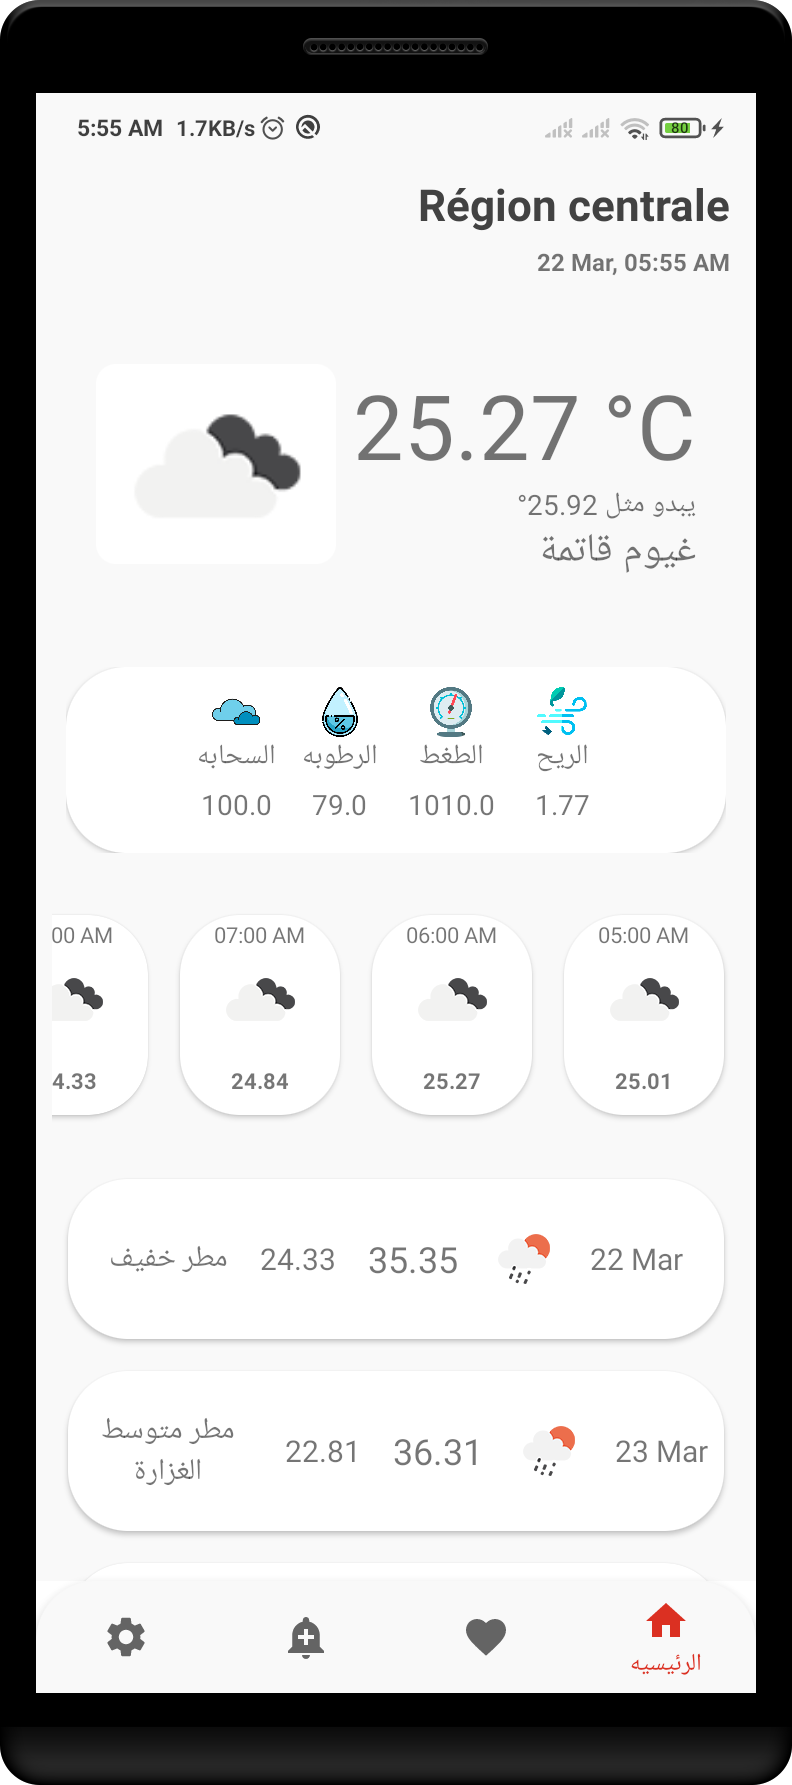 5:55 AM 1.7KB/s 80
Région centrale
22 Mar, 05:55 AM
25.27 °C
يبدو مثل 25.92°
غيوم قاتمة
الريح الطغط الرطوبه السحابه
1.77 1010.0 79.0 100.0
05:00 AM 06:00 AM 07:00 AM 00 AM
25.01 25.27 24.84 4.33
22 Mar 35.35 24.33 مطر خفيف
23 Mar 36.31 22.81 مطر متوسط
الغزارة
الرئيسيه